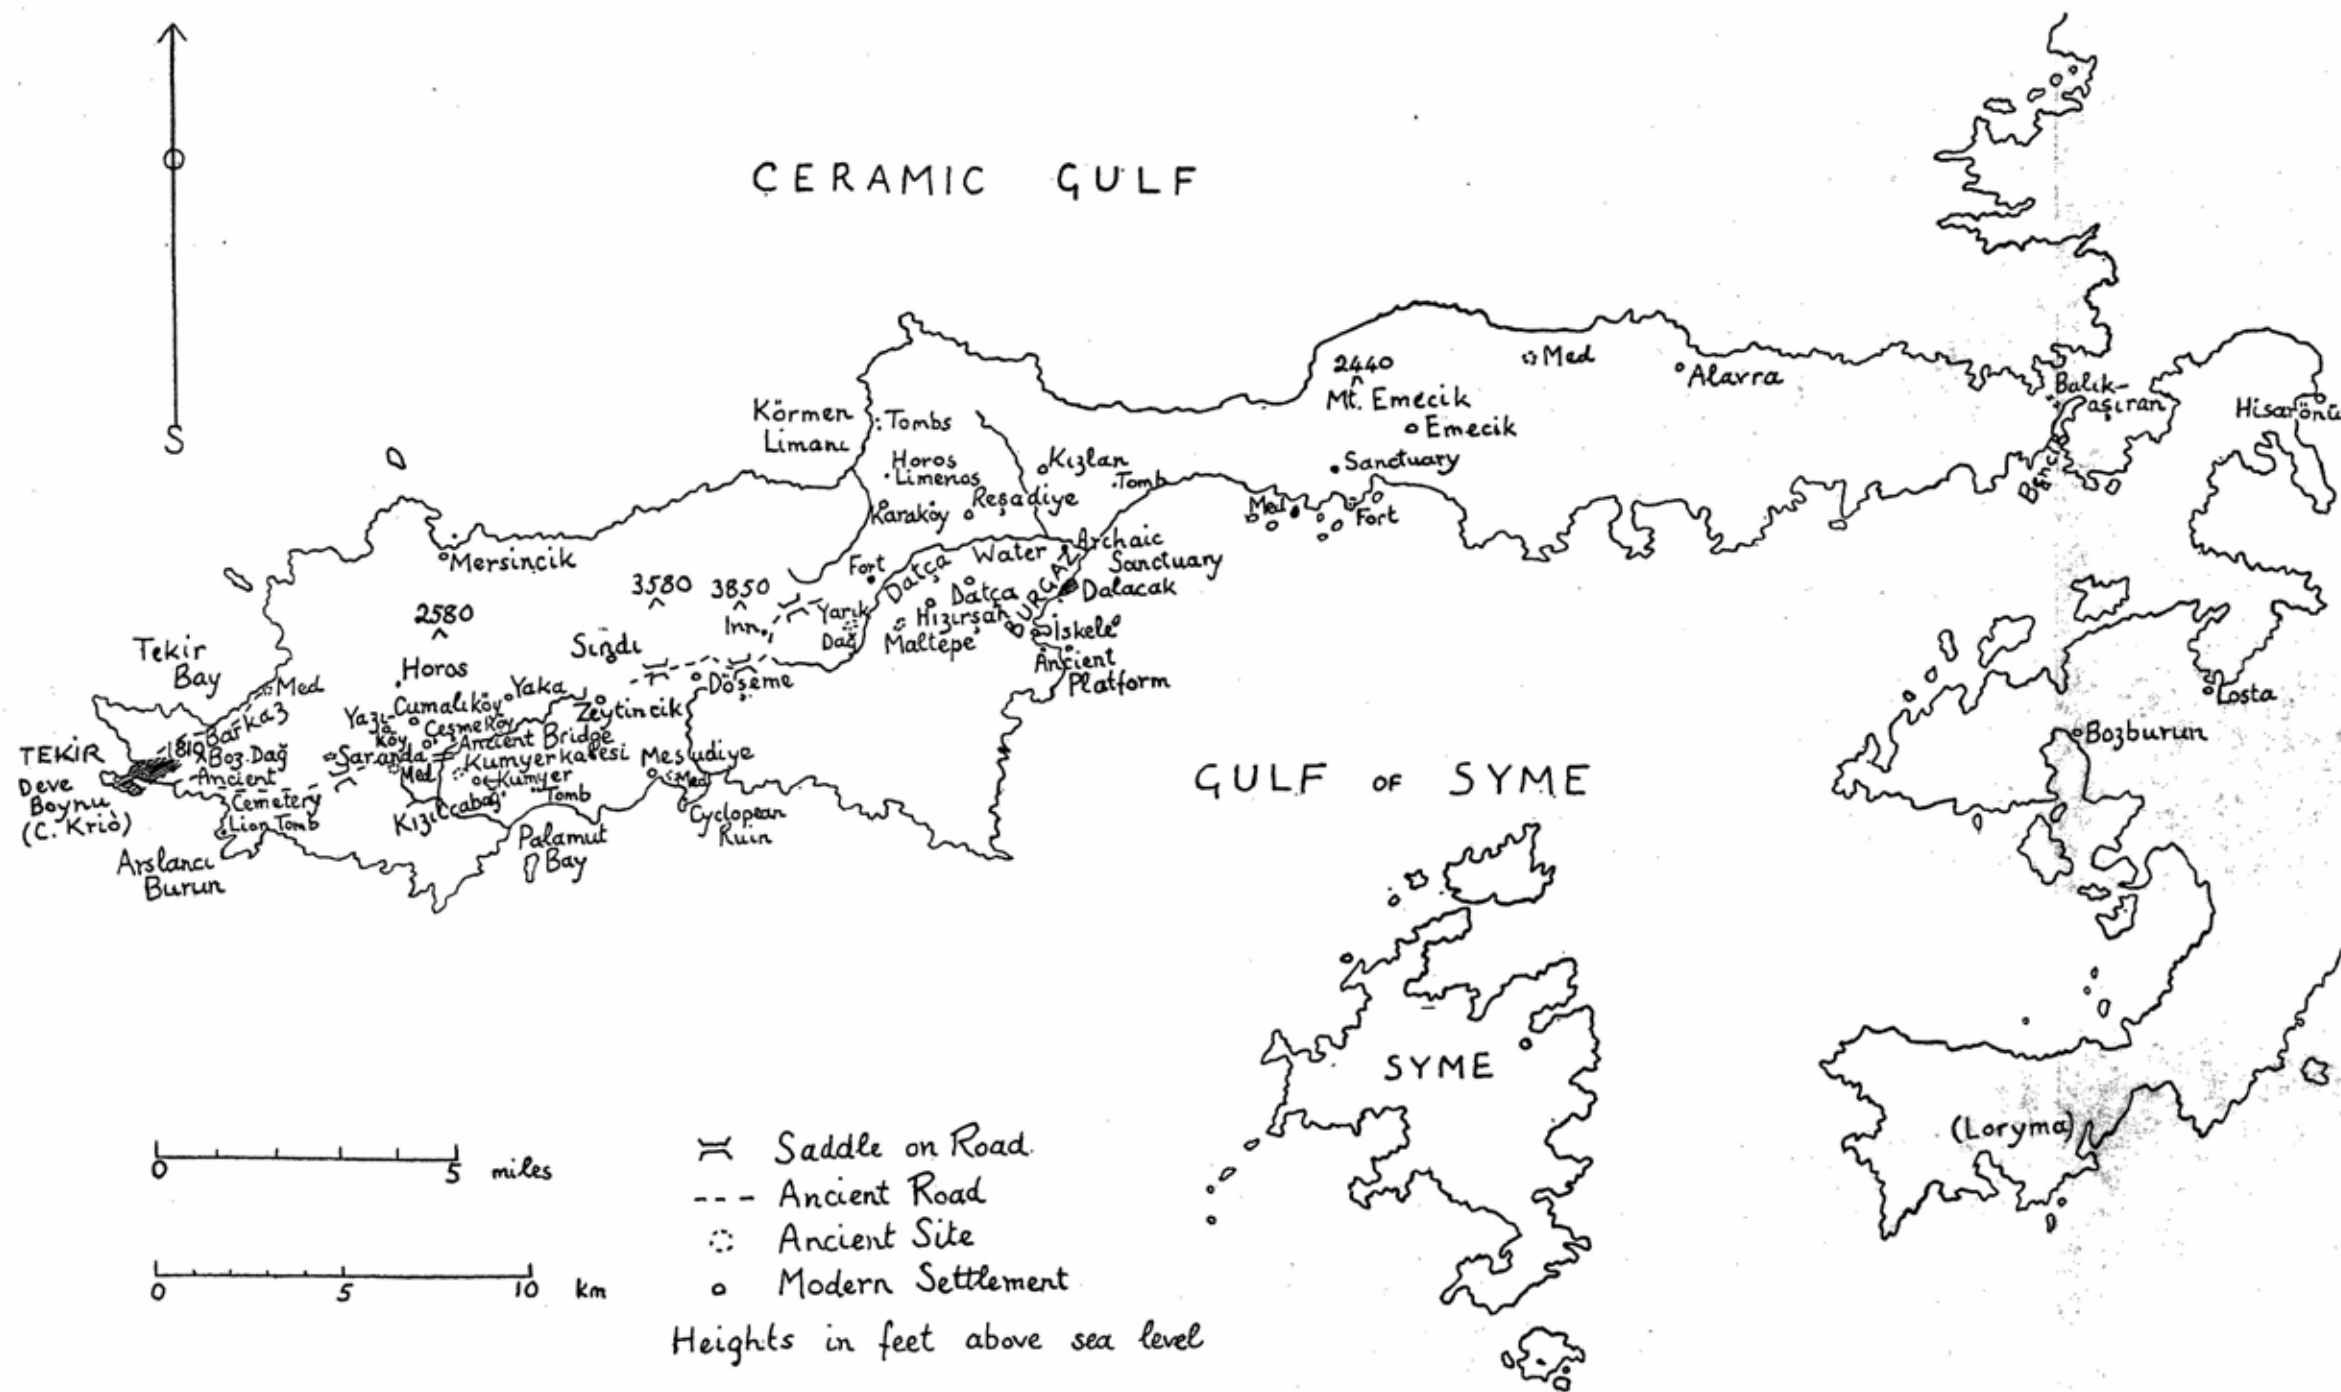 S
CERAMIC GULF
2440
Mt. Emecik
Emecik
Med
Alavra
Balık-
aşıran
Hisarönü
Bencik
Körmen
Limanı
Tombs
Horos
Limenos
Kızlan
Tomb
Sanctuary
Reşadiye
Karaköy
Med
Fort
Mersincik
Water
Archaic
Sanctuary
Fort
Datça
Datça
BURGAZ
Dalacak
3580
3850
2580
Inn
Yarık
Dağ
Hızırşah
Maltepe
İskele
Ancient
Platform
Tekir
Bay
Sındı
Horos
Döşeme
Med
Cumalıköy
Yaka
Zeytincik
Yazı-
köy
Çeşmeköy
Barkaz
1810
Boz Dağ
Ancient Bridge
TEKİR
Deve
Boynu
(C. Krio)
Saranda
Kumyerkalesi
Mesudiye
Ancient
Cemetery
Med
Kumyer
Med
Tomb
Kızılcabağ
Lion Tomb
Cyclopean
Ruin
Palamut
Bay
Arslancı
Burun
Losta
Bozburun
GULF OF SYME
SYME
(Loryma)
0 5 miles
0 5 10 km
Saddle on Road
Ancient Road
Ancient Site
Modern Settlement
Heights in feet above sea level